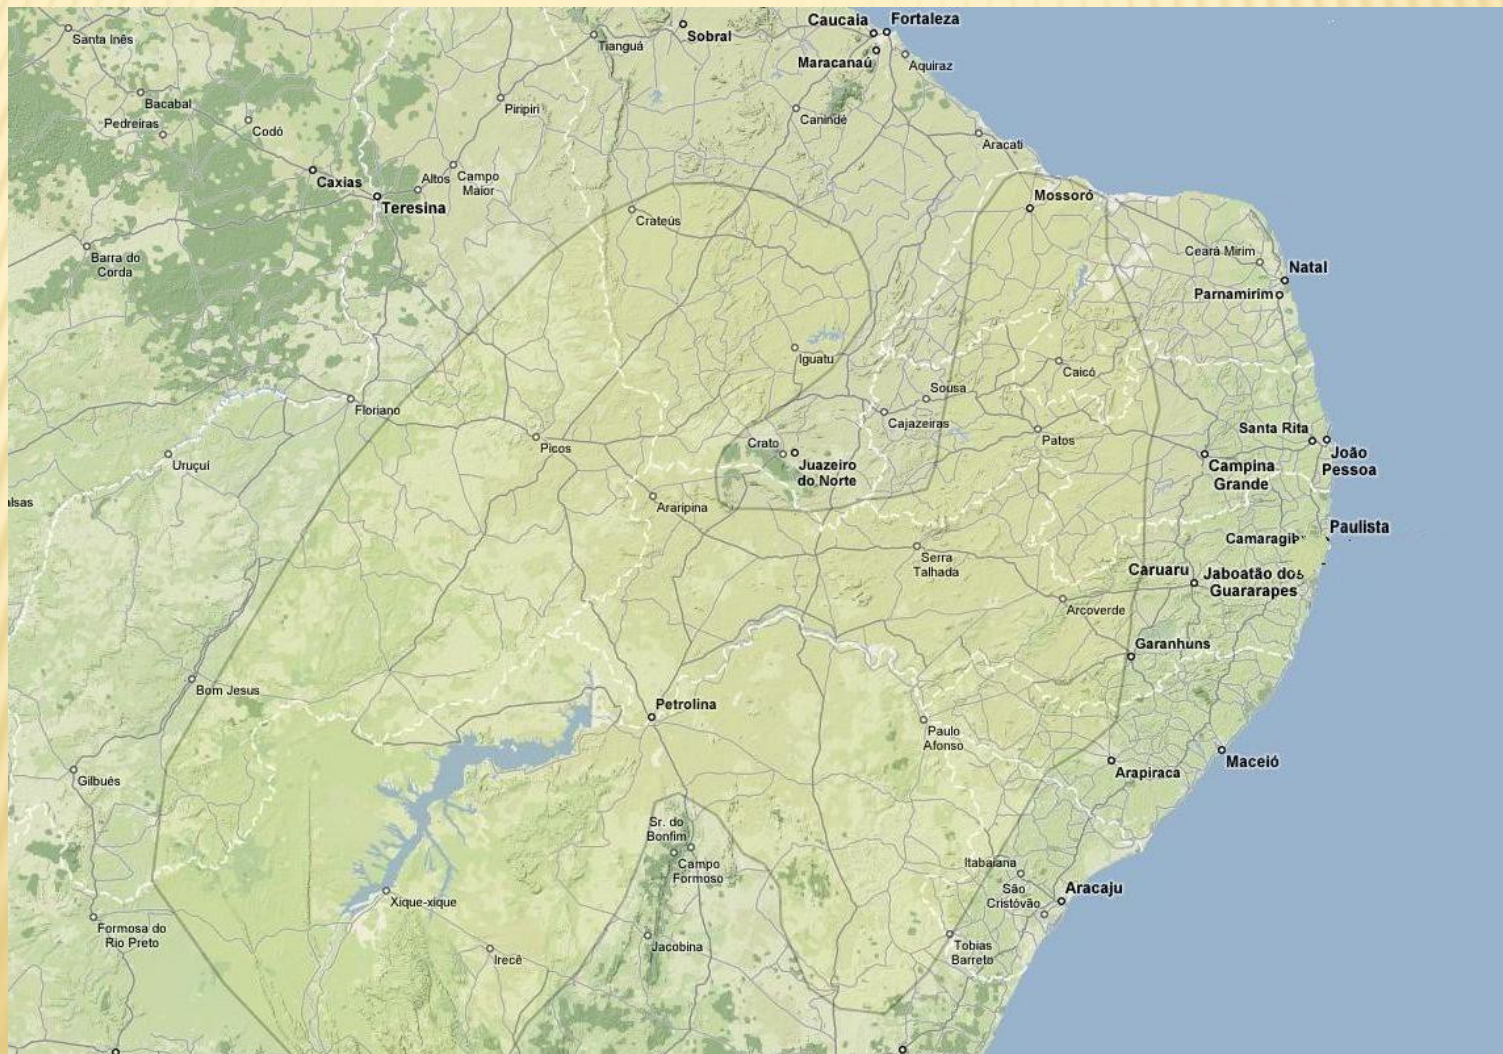 Caucaia
Fortaleza
Santa Inês
Tianguá
Sobral
Maracanaú
Aquiraz
Bacabal
Piripiri
Canindé
Pedreiras
Codó
Aracati
Caxias
Altos
Campo
Maior
Teresina
Crateús
Mossoró
Barra do
Corda
Ceará Mirim
Natal
Parnamirim
Iguatu
Caicó
Sousa
Floriano
Cajazeiras
Picos
Crato
Patos
Santa Rita
João
Pessoa
Uruçuí
Juazeiro
do Norte
Campina
Grande
alsas
Araripina
Paulista
Camaragib
Serra
Talhada
Caruaru
Jaboatão dos
Guararapes
Arcoverde
Garanhuns
Bom Jesus
Petrolina
Paulo
Afonso
Maceió
Gilbués
Arapiraca
Sr. do
Bonfim
Campo
Formoso
Itabaiana
São
Cristóvão
Aracaju
Xique-xique
Formosa do
Rio Preto
Jacobina
Irecê
Tobias
Barreto